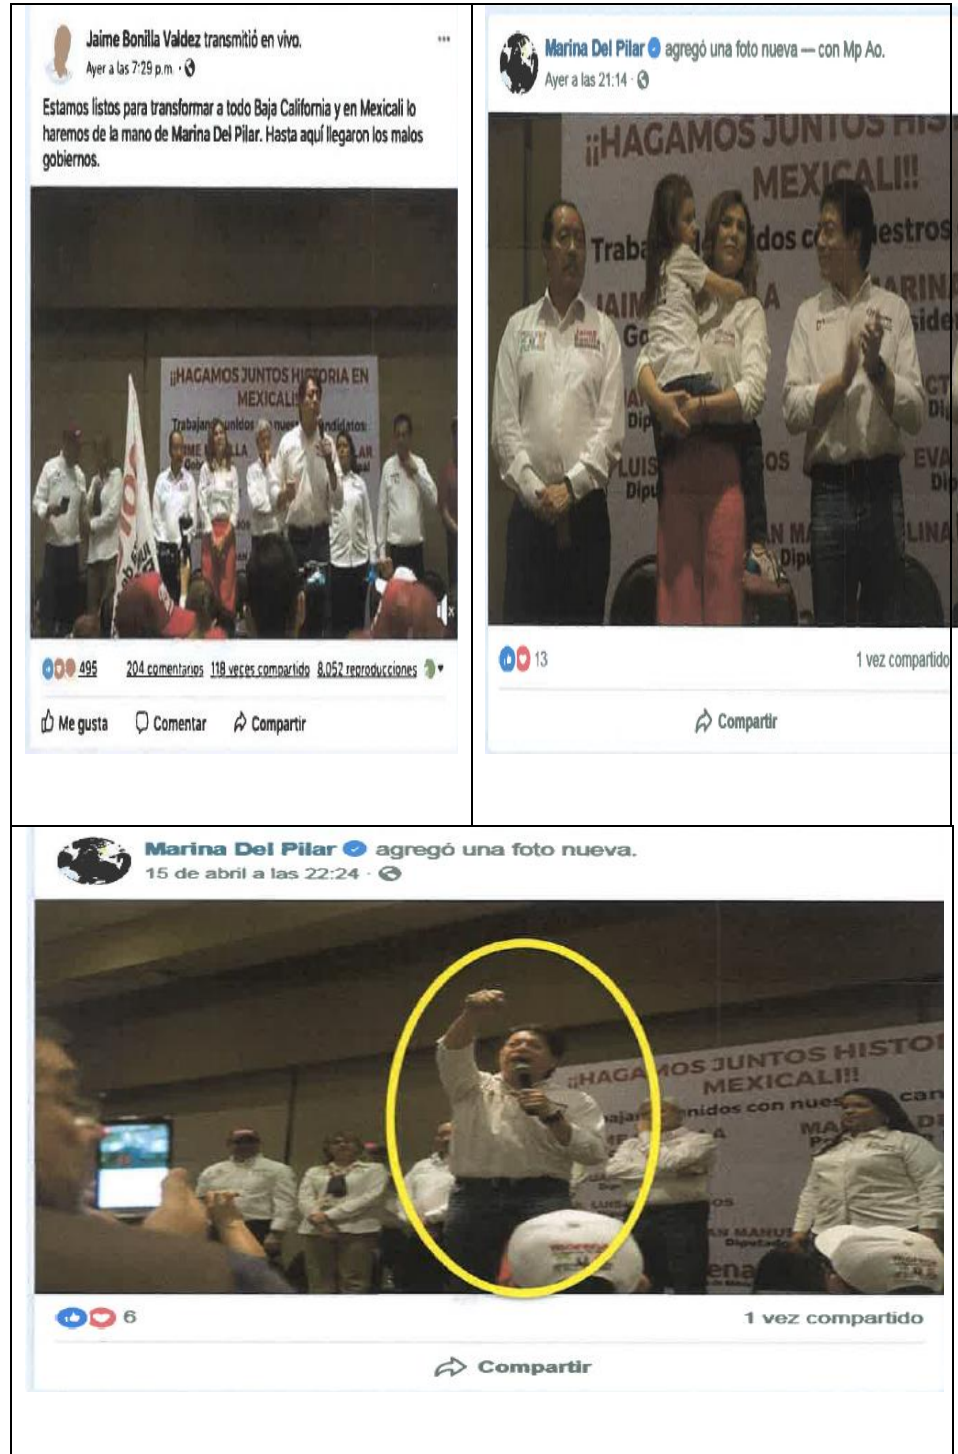 Jaime Bonilla Valdez transmitió en vivo.
Ayer a las 7:29 p.m. ·
Estamos listos para transformar a todo Baja California y en Mexicali lo
haremos de la mano de Marina Del Pilar. Hasta aquí llegaron los malos
gobiernos.
¡¡HAGAMOS JUNTOS HISTORIA EN
MEXICALI!!
495 204 comentarios 118 veces compartido 8,052 reproducciones
Me gusta Comentar Compartir
Marina Del Pilar agregó una foto nueva — con Mp Ao.
Ayer a las 21:14 ·
¡¡HAGAMOS JUNTOS HIS
MEXICALI!!
13 1 vez compartido
Compartir
Marina Del Pilar agregó una foto nueva.
15 de abril a las 22:24 ·
¡¡HAGAMOS JUNTOS HISTO
MEXICALI!!
nidos con nues can
6 1 vez compartido
Compartir